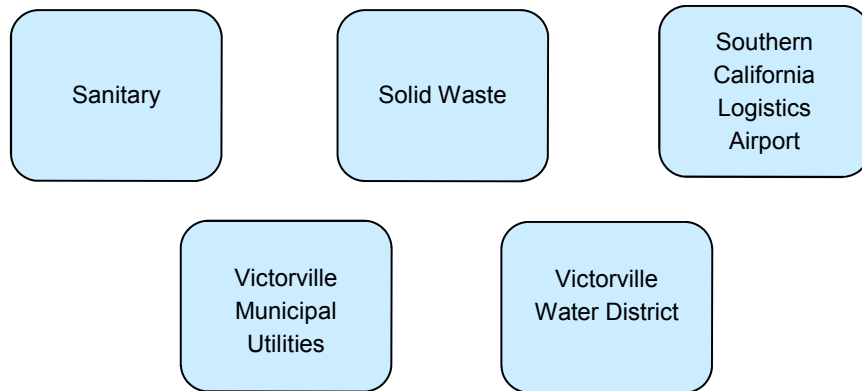 Sanitary
Solid Waste
Southern
California
Logistics
Airport
Victorville
Municipal
Utilities
Victorville
Water District